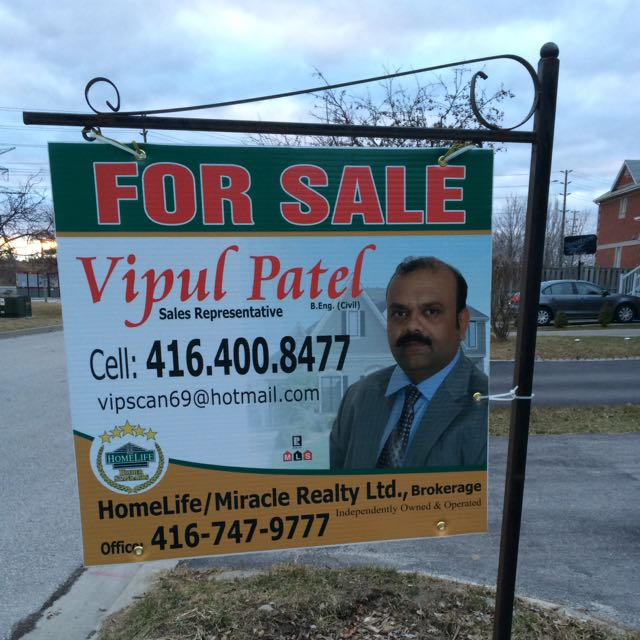 FOR SALE
Vipul Patel
B.Eng. (Civil)
Sales Representative
Cell: 416.400.8477
vipscan69@hotmail.com
MLS
HOMELIFE
HomeLife/Miracle Realty Ltd., Brokerage
Independently Owned & Operated
Office: 416-747-9777